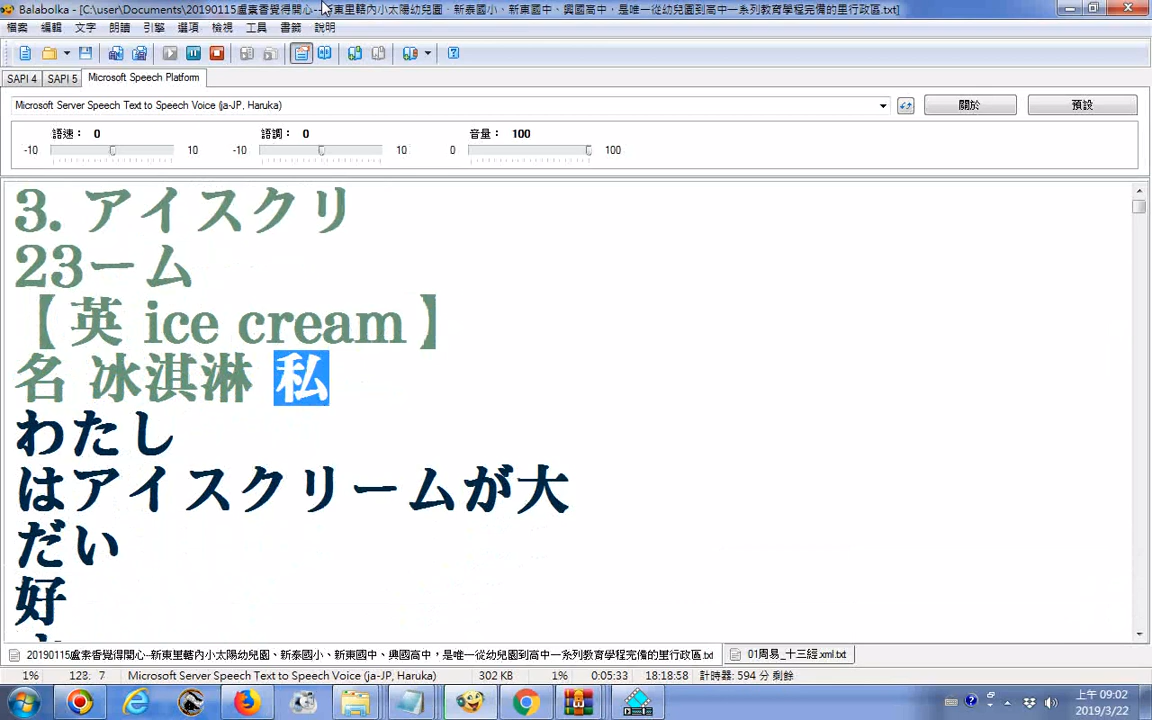 Balabolka - [C:\user\Documents\20190115盧素香覺得開心--新東里轄內小太陽幼兒園、新泰國小、新東國中、興國高中，是唯一從幼兒園到高中一系列教育學程完備的里行政區.txt]
檔案 編輯 文字 朗讀 引擎 選項 檢視 工具 書籤 說明
SAPI 4 SAPI 5 Microsoft Speech Platform
Microsoft Server Speech Text to Speech Voice (ja-JP, Haruka) 關於 預設
語速： 0 語調： 0 音量： 100
-10 10 -10 10 0 100
3. アイスクリ
23ーム
【英 ice cream】
名 冰淇淋 私
わたし
はアイスクリームが大
だい
好
20190115盧素香覺得開心--新東里轄內小太陽幼兒園、新泰國小、新東國中、興國高中，是唯一從幼兒園到高中一系列教育學程完備的里行政區.txt 01周易_十三經.xml.txt
1% 128: 7 Microsoft Server Speech Text to Speech Voice (ja-JP, Haruka) 302 KB 1% 0:05:33 18:18:58 計時器: 594 分 剩餘
上午 09:02
2019/3/22